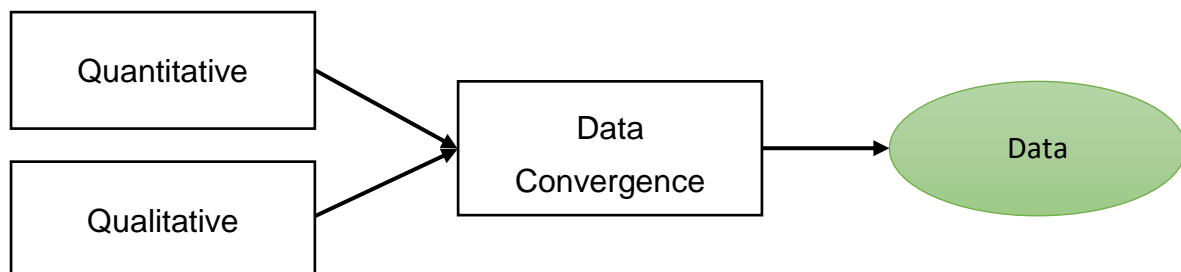 Quantitative
Qualitative
Data
Convergence
Data